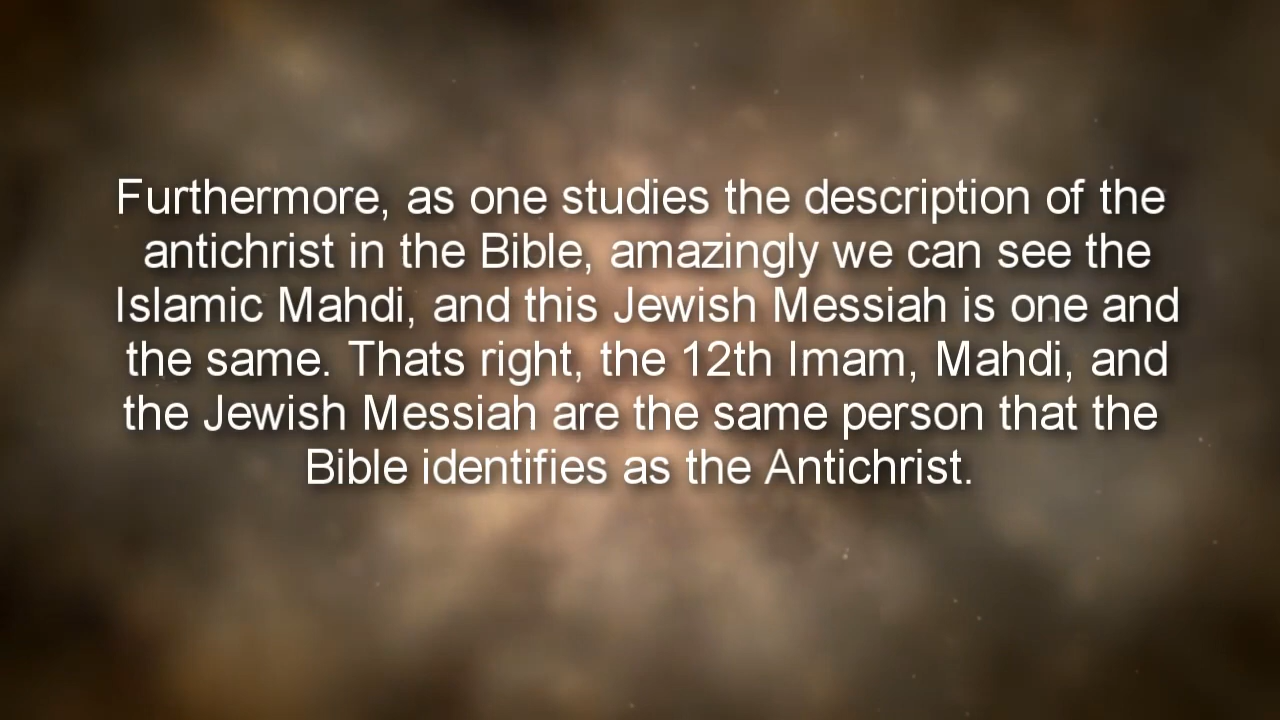 Furthermore, as one studies the description of the
antichrist in the Bible, amazingly we can see the
Islamic Mahdi, and this Jewish Messiah is one and
the same. Thats right, the 12th Imam, Mahdi, and
the Jewish Messiah are the same person that the
Bible identifies as the Antichrist.